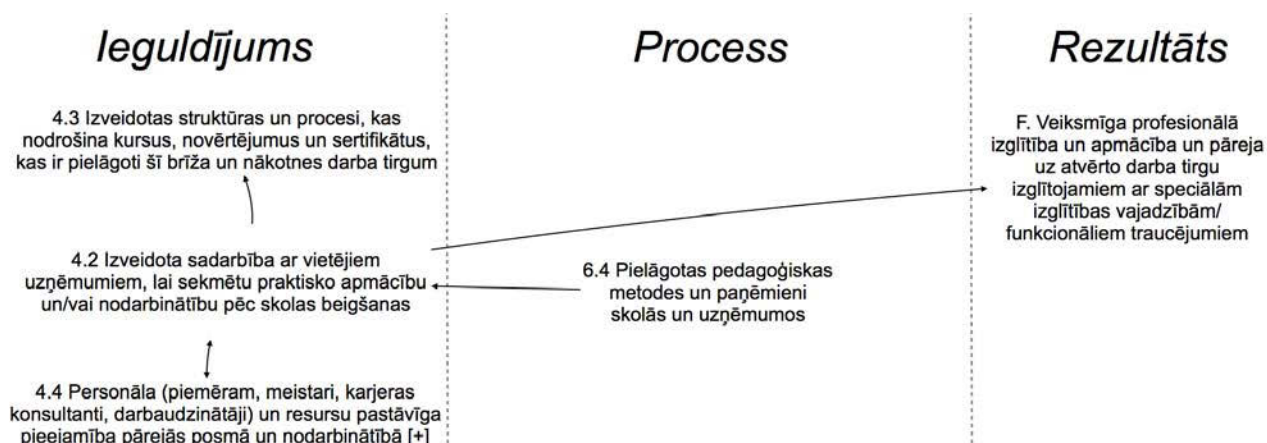 Ieguldījums
Process
Rezultāts
4.3 Izveidotas struktūras un procesi, kas
nodrošina kursus, novērtējumus un sertifikātus,
kas ir pielāgoti šī brīža un nākotnes darba tirgum
4.2 Izveidota sadarbība ar vietējiem
uzņēmumiem, lai sekmētu praktisko apmācību
un/vai nodarbinātību pēc skolas beigšanas
4.4 Personāla (piemēram, meistari, karjeras
konsultanti, darbaudzinātāji) un resursu pastāvīga
pieejamība pārejās posmā un nodarbinātībā [+]
6.4 Pielāgotas pedagoģiskas
metodes un paņēmieni
skolās un uzņēmumos
F. Veiksmīga profesionālā
izglītība un apmācība un pāreja
uz atvērto darba tirgu
izglītojamiem ar speciālām
izglītības vajadzībām/
funkcionāliem traucējumiem